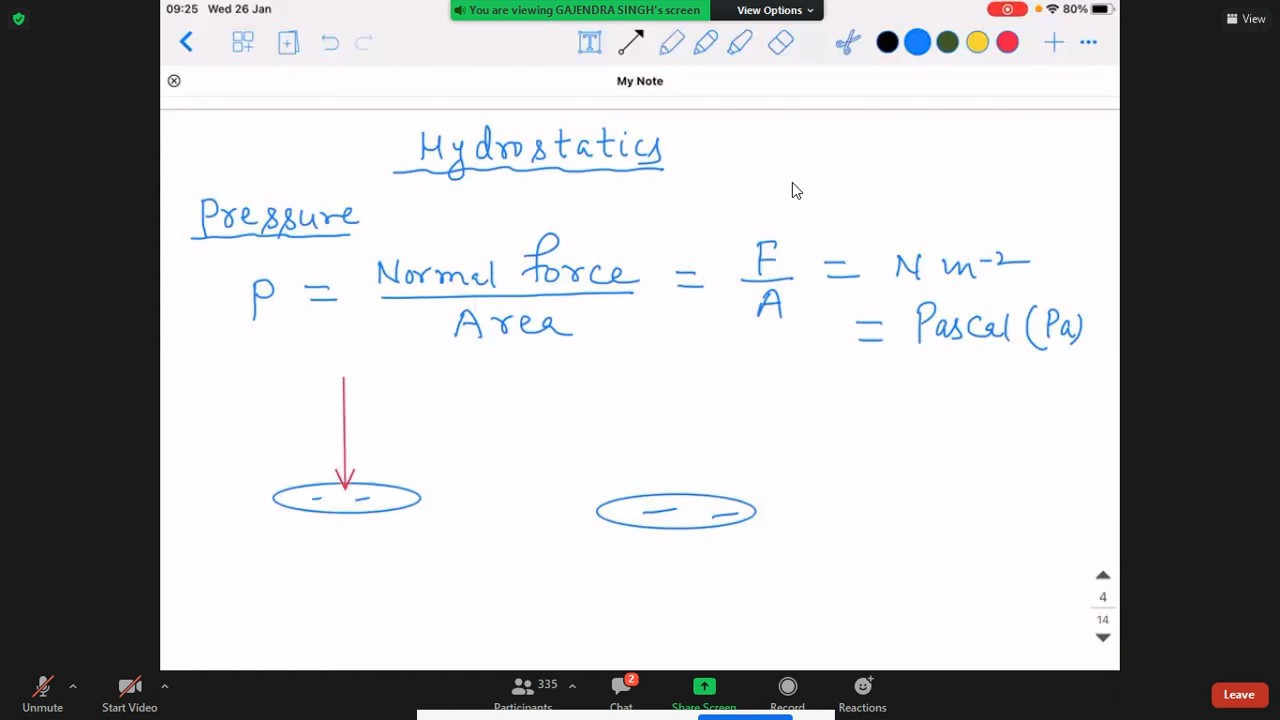 09:25 Wed 26 Jan
You are viewing GAJENDRA SINGH's screen
View Options
80%
View
My Note
Hydrostatics
Pressure
P = Normal force / Area = F / A = N m⁻²
= Pascal (Pa)
4
14
Unmute
Start Video
335
Participants
2
Chat
Share Screen
Record
Reactions
Leave